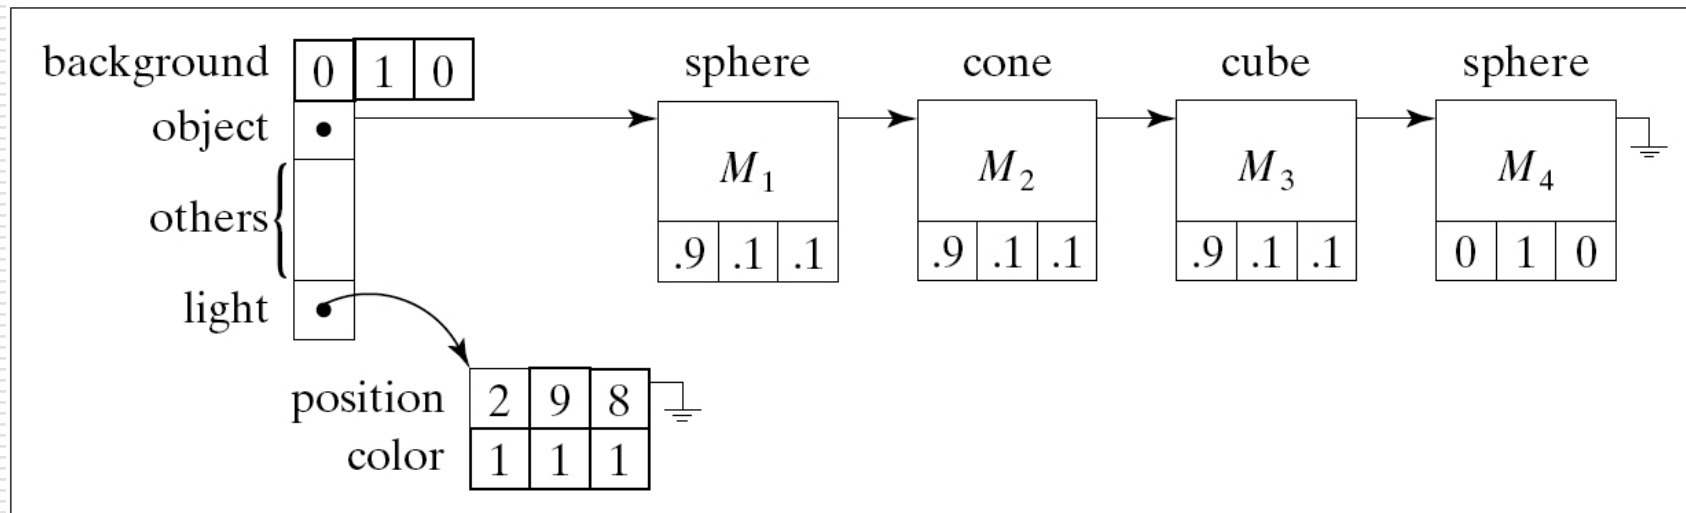 background 0 1 0
sphere cone cube sphere
object
M1 M2 M3 M4
others
.9 .1 .1 .9 .1 .1 .9 .1 .1 0 1 0
light
position 2 9 8
color 1 1 1